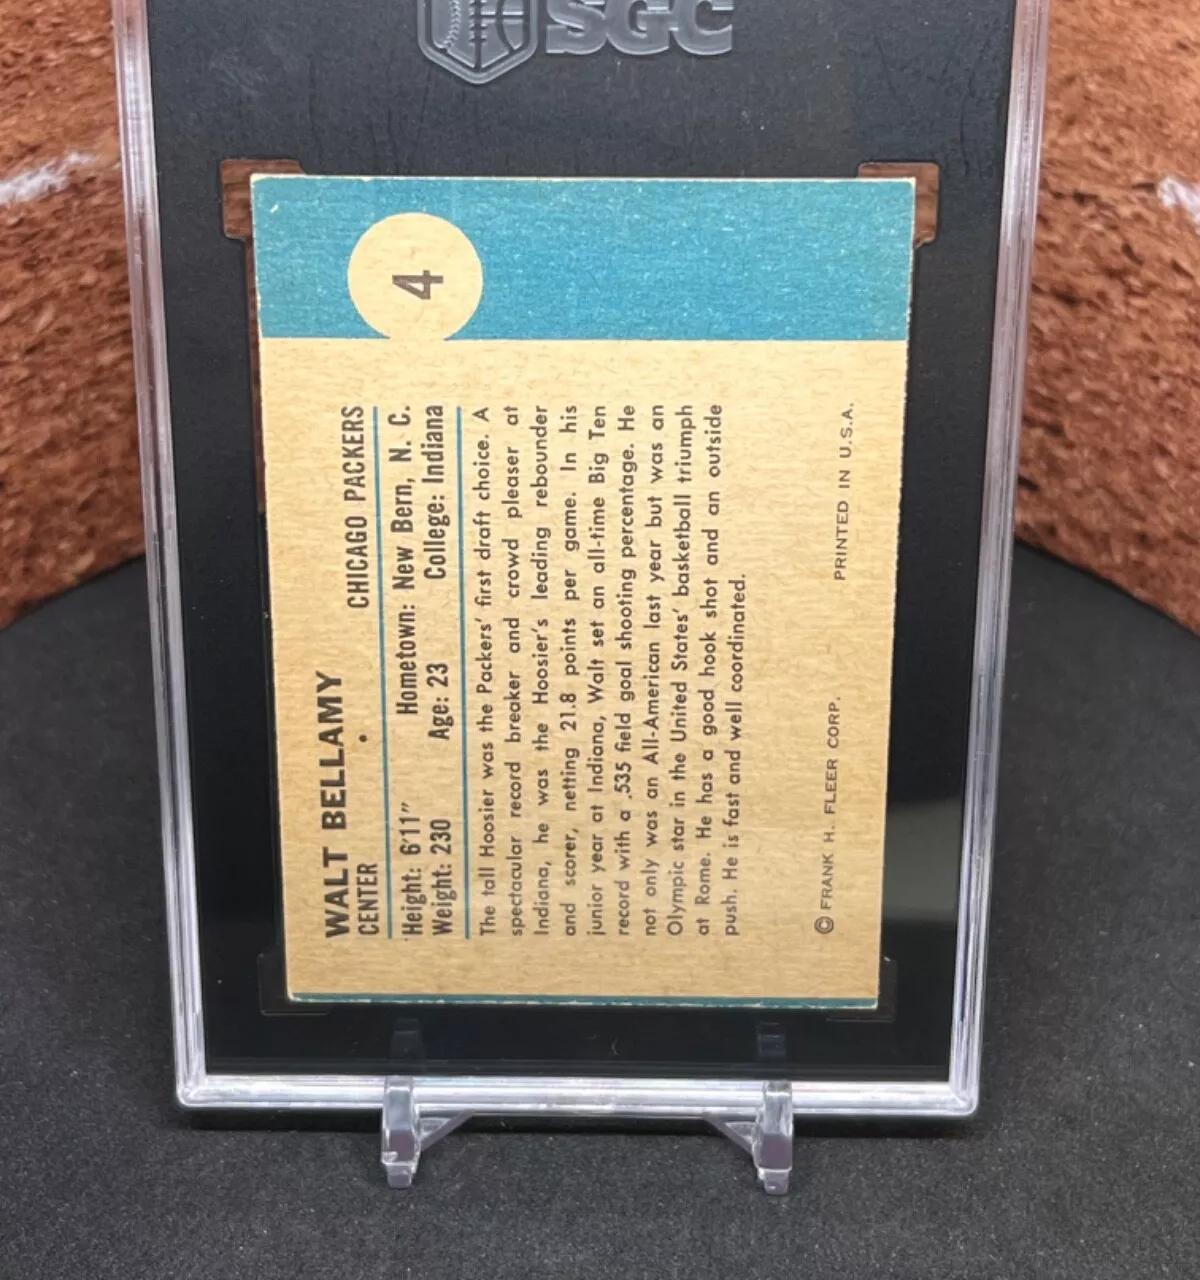 SGC
4
WALT BELLAMY
CENTER • CHICAGO PACKERS
Height: 6'11" Hometown: New Bern, N. C.
Weight: 230 Age: 23 College: Indiana
The tall Hoosier was the Packers' first draft choice. A
spectacular record breaker and crowd pleaser at
Indiana, he was the Hoosier's leading rebounder
and scorer, netting 21.8 points per game. In his
junior year at Indiana, Walt set an all-time Big Ten
record with a .535 field goal shooting percentage. He
not only was an All-American last year but was an
Olympic star in the United States' basketball triumph
at Rome. He has a good hook shot and an outside
push. He is fast and well coordinated.
© FRANK H. FLEER CORP. PRINTED IN U.S.A.